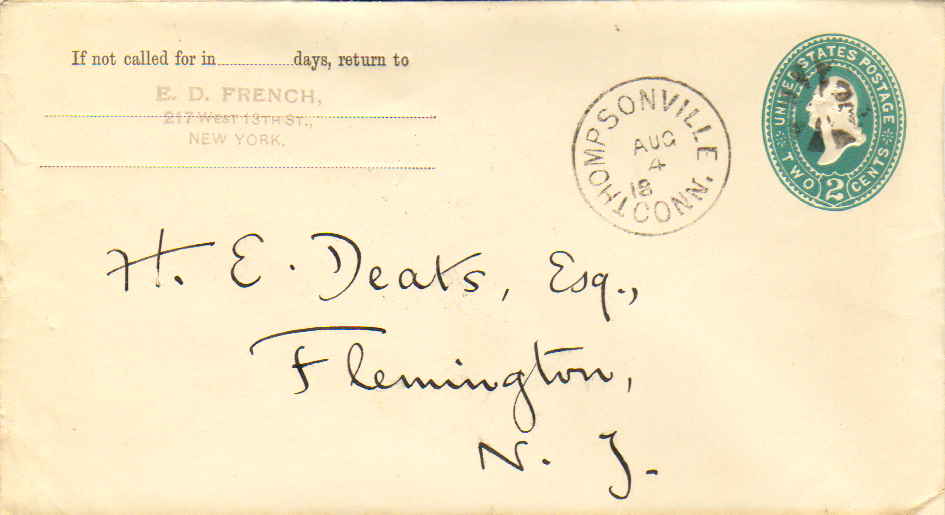 If not called for in..............days, return to
E. D. FRENCH,
217 WEST 13TH ST.,
NEW YORK.
THOMPSONVILLE, CONN.
AUG
4
18
UNITED STATES POSTAGE
TWO 2 CENTS
H. E. Deats, Esq.,
Flemington,
N. J.